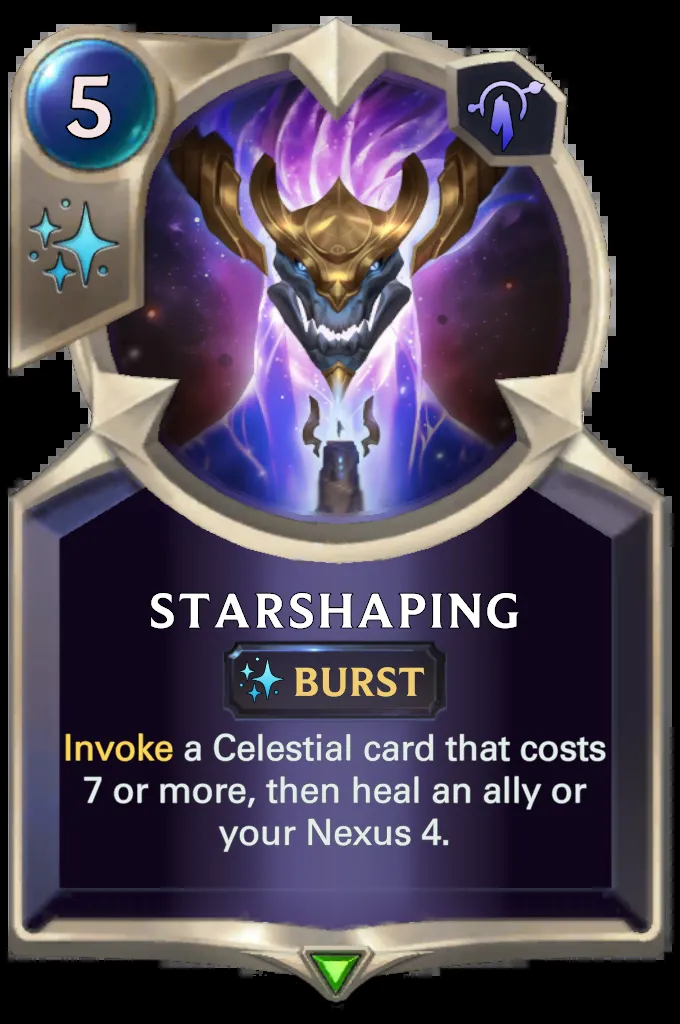 5
STARSHAPING
BURST
Invoke a Celestial card that costs
7 or more, then heal an ally or
your Nexus 4.